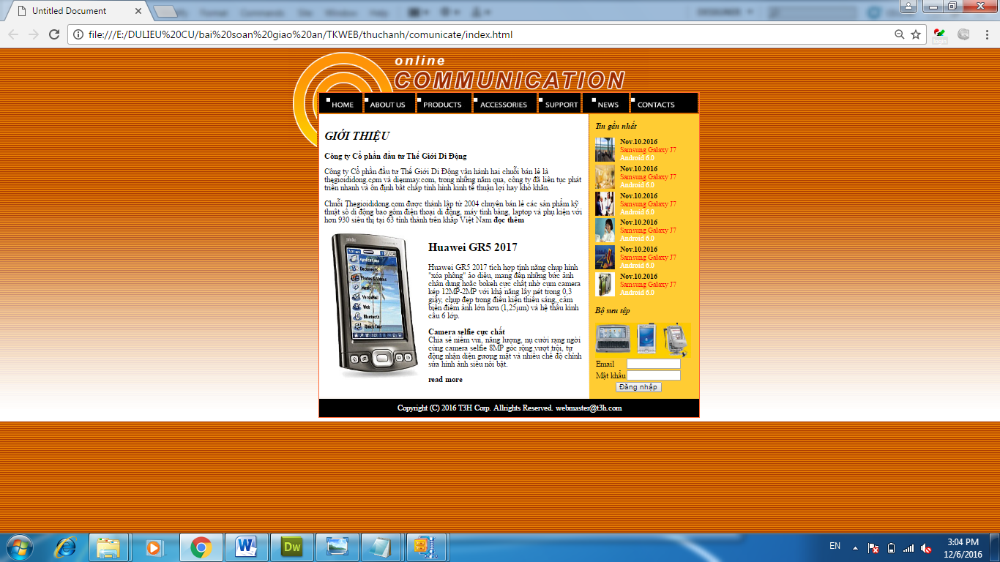 Untitled Document
file:///E:/DULIEU%20CU/bai%20soan%20giao%20an/TKWEB/thuchanh/comunicate/index.html
online
COMMUNICATION
HOME ABOUT US PRODUCTS ACCESSORIES SUPPORT NEWS CONTACTS
GIỚI THIỆU
Công ty Cổ phần đầu tư Thế Giới Di Động
Công ty Cổ phần đầu tư Thế Giới Di Động vận hành hai chuỗi bán lẻ là
thegioididong.com và dienmay.com, trong những năm qua, công ty đã liên tục phát
triển nhanh và ổn định bất chấp tình hình kinh tế thuận lợi hay khó khăn.
Chuỗi Thegioididong.com được thành lập từ 2004 chuyên bán lẻ các sản phẩm kỹ
thuật số di động bao gồm điện thoại di động, máy tính bảng, laptop và phụ kiện với
hơn 930 siêu thị tại 63 tỉnh thành trên khắp Việt Nam đọc thêm
Applications
Documents
Photos & Videos
Music
VersaMail
Web
Bluetooth
Quick Tour
Huawei GR5 2017
Huawei GR5 2017 tích hợp tính năng chụp hình
"xóa phông" ảo diệu, mang đến những bức ảnh
chân dung hoặc bokeh cực chất nhờ cụm camera
kép 12MP-2MP với khả năng lấy nét trong 0,3
giây, chụp đẹp trong điều kiện thiếu sáng, cảm
biến điểm ảnh lớn hơn (1,25µm) và hệ thấu kính
cấu 6 lớp.
Camera selfie cực chất
Chia sẻ niềm vui, năng lượng, nụ cười rạng ngời
cùng camera selfie 8MP góc rộng vượt trội, tự
động nhận diện gương mặt và nhiều chế độ chỉnh
sửa hình ảnh siêu nổi bật.
read more
Tin gần nhất
Nov.10.2016
Samsung Galaxy J7
Android 6.0
Nov.10.2016
Samsung Galaxy J7
Android 6.0
Nov.10.2016
Samsung Galaxy J7
Android 6.0
Nov.10.2016
Samsung Galaxy J7
Android 6.0
Nov.10.2016
Samsung Galaxy J7
Android 6.0
Nov.10.2016
Samsung Galaxy J7
Android 6.0
Bộ sưu tập
Email
Mật khẩu
Đăng nhập
Copyright (C) 2016 T3H Corp. Allrights Reserved. webmaster@t3h.com
Dw
EN
3:04 PM
12/6/2016